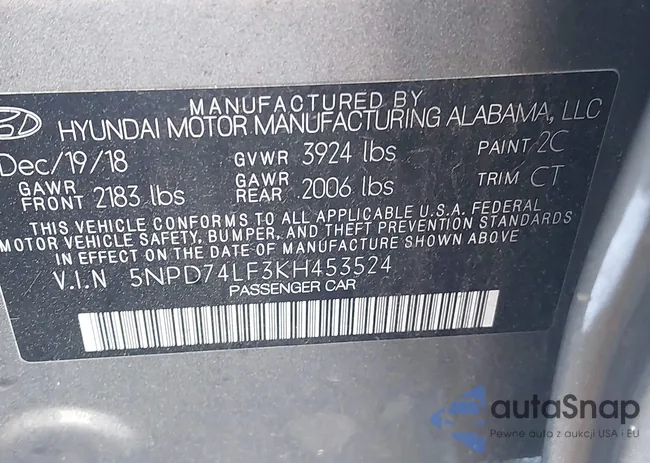 MANUFACTURED BY
HYUNDAI MOTOR MANUFACTURING ALABAMA, LLC
Dec/19/18 GVWR 3924 lbs PAINT 2C
GAWR FRONT 2183 lbs GAWR REAR 2006 lbs TRIM CT
THIS VEHICLE CONFORMS TO ALL APPLICABLE U.S.A. FEDERAL
MOTOR VEHICLE SAFETY, BUMPER, AND THEFT PREVENTION STANDARDS
IN EFFECT ON THE DATE OF MANUFACTURE SHOWN ABOVE
V.I.N 5NPD74LF3KH453524
PASSENGER CAR
autaSnap
Pewne auta z aukcji USA i EU